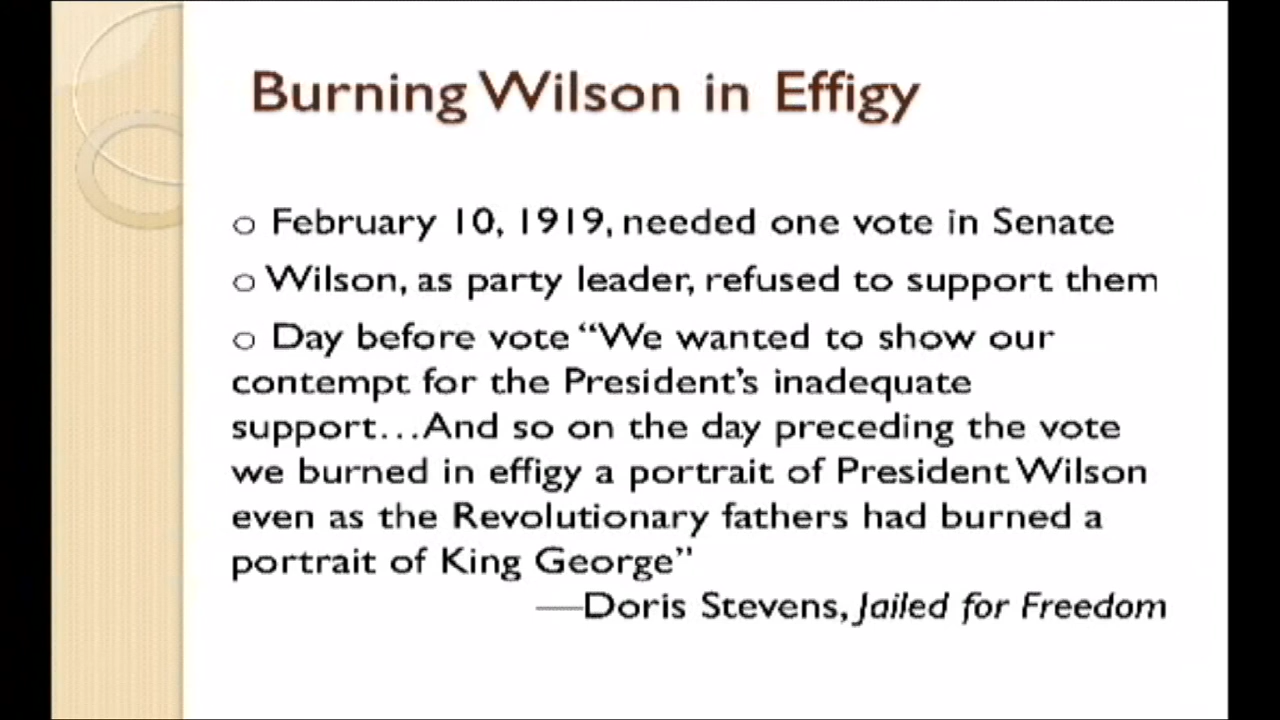 Burning Wilson in Effigy
o February 10, 1919, needed one vote in Senate
o Wilson, as party leader, refused to support them
o Day before vote “We wanted to show our
contempt for the President’s inadequate
support…And so on the day preceding the vote
we burned in effigy a portrait of President Wilson
even as the Revolutionary fathers had burned a
portrait of King George”
—Doris Stevens, Jailed for Freedom